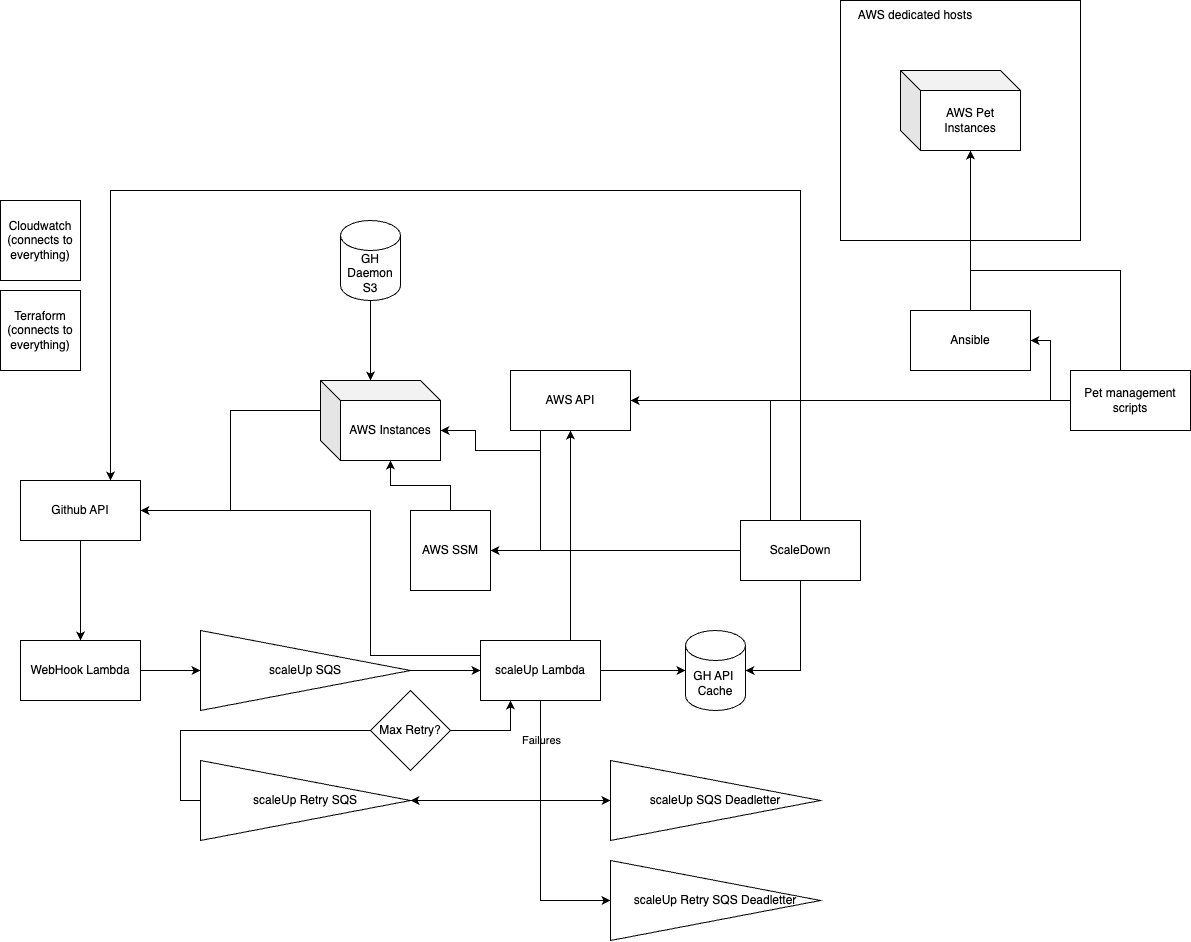 AWS dedicated hosts
AWS Pet
Instances
Cloudwatch
(connects to
everything)
GH
Daemon
S3
Terraform
(connects to
everything)
Ansible
Pet management
scripts
AWS API
AWS Instances
Github API
AWS SSM
ScaleDown
WebHook Lambda
scaleUp SQS
scaleUp Lambda
GH API
Cache
Max Retry?
Failures
scaleUp Retry SQS
scaleUp SQS Deadletter
scaleUp Retry SQS Deadletter